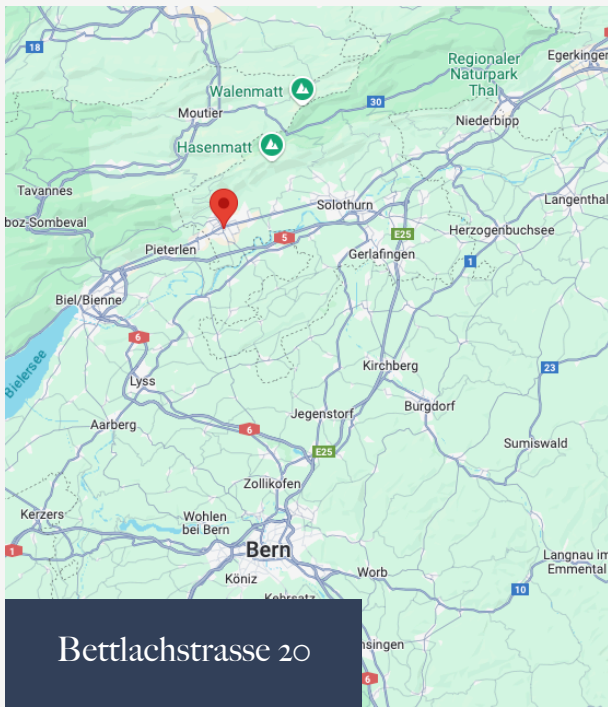 Regionaler
Naturpark
Thal
Egerkingen
18
Walenmatt
30
Moutier
Niederbipp
Hasenmatt
Tavannes
Solothurn
Langenthal
boz-Sombeval
E25
Herzogenbuchsee
5
Pieterlen
Gerlafingen
1
Biel/Bienne
6
Bielersee
Kirchberg
23
Lyss
Burgdorf
Jegenstorf
Aarberg
6
Sumiswald
E25
Zollikofen
Kerzers
Wohlen
bei Bern
1
Bern
Langnau im
Emmental
Köniz
Worb
10
Kehrsatz
Bettlachstrasse 20
nsingen
6